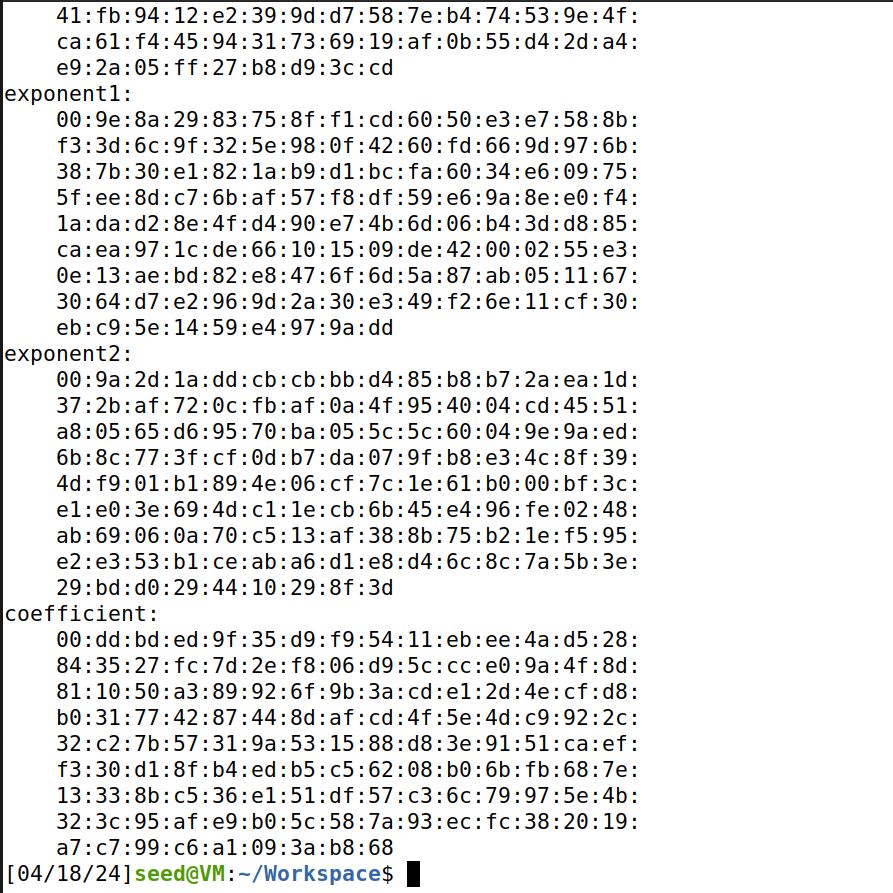 41:fb:94:12:e2:39:9d:d7:58:7e:b4:74:53:9e:4f:
ca:61:f4:45:94:31:73:69:19:af:0b:55:d4:2d:a4:
e9:2a:05:ff:27:b8:d9:3c:cd
exponent1:
00:9e:8a:29:83:75:8f:f1:cd:60:50:e3:e7:58:8b:
f3:3d:6c:9f:32:5e:98:0f:42:60:fd:66:9d:97:6b:
38:7b:30:e1:82:1a:b9:d1:bc:fa:60:34:e6:09:75:
5f:ee:8d:c7:6b:af:57:f8:df:59:e6:9a:8e:e0:f4:
1a:da:d2:8e:4f:d4:90:e7:4b:6d:06:b4:3d:d8:85:
ca:ea:97:1c:de:66:10:15:09:de:42:00:02:55:e3:
0e:13:ae:bd:82:e8:47:6f:6d:5a:87:ab:05:11:67:
30:64:d7:e2:96:9d:2a:30:e3:49:f2:6e:11:cf:30:
eb:c9:5e:14:59:e4:97:9a:dd
exponent2:
00:9a:2d:1a:dd:cb:cb:bb:d4:85:b8:b7:2a:ea:1d:
37:2b:af:72:0c:fb:af:0a:4f:95:40:04:cd:45:51:
a8:05:65:d6:95:70:ba:05:5c:5c:60:04:9e:9a:ed:
6b:8c:77:3f:cf:0d:b7:da:07:9f:b8:e3:4c:8f:39:
4d:f9:01:b1:89:4e:06:cf:7c:1e:61:b0:00:bf:3c:
e1:e0:3e:69:4d:c1:1e:cb:6b:45:e4:96:fe:02:48:
ab:69:06:0a:70:c5:13:af:38:8b:75:b2:1e:f5:95:
e2:e3:53:b1:ce:ab:a6:d1:e8:d4:6c:8c:7a:5b:3e:
29:bd:d0:29:44:10:29:8f:3d
coefficient:
00:dd:bd:ed:9f:35:d9:f9:54:11:eb:ee:4a:d5:28:
84:35:27:fc:7d:2e:f8:06:d9:5c:cc:e0:9a:4f:8d:
81:10:50:a3:89:92:6f:9b:3a:cd:e1:2d:4e:cf:d8:
b0:31:77:42:87:44:8d:af:cd:4f:5e:4d:c9:92:2c:
32:c2:7b:57:31:9a:53:15:88:d8:3e:91:51:ca:ef:
f3:30:d1:8f:b4:ed:b5:c5:62:08:b0:6b:fb:68:7e:
13:33:8b:c5:36:e1:51:df:57:c3:6c:79:97:5e:4b:
32:3c:95:af:e9:b0:5c:58:7a:93:ec:fc:38:20:19:
a7:c7:99:c6:a1:09:3a:b8:68
[04/18/24]seed@VM:~/Workspace$